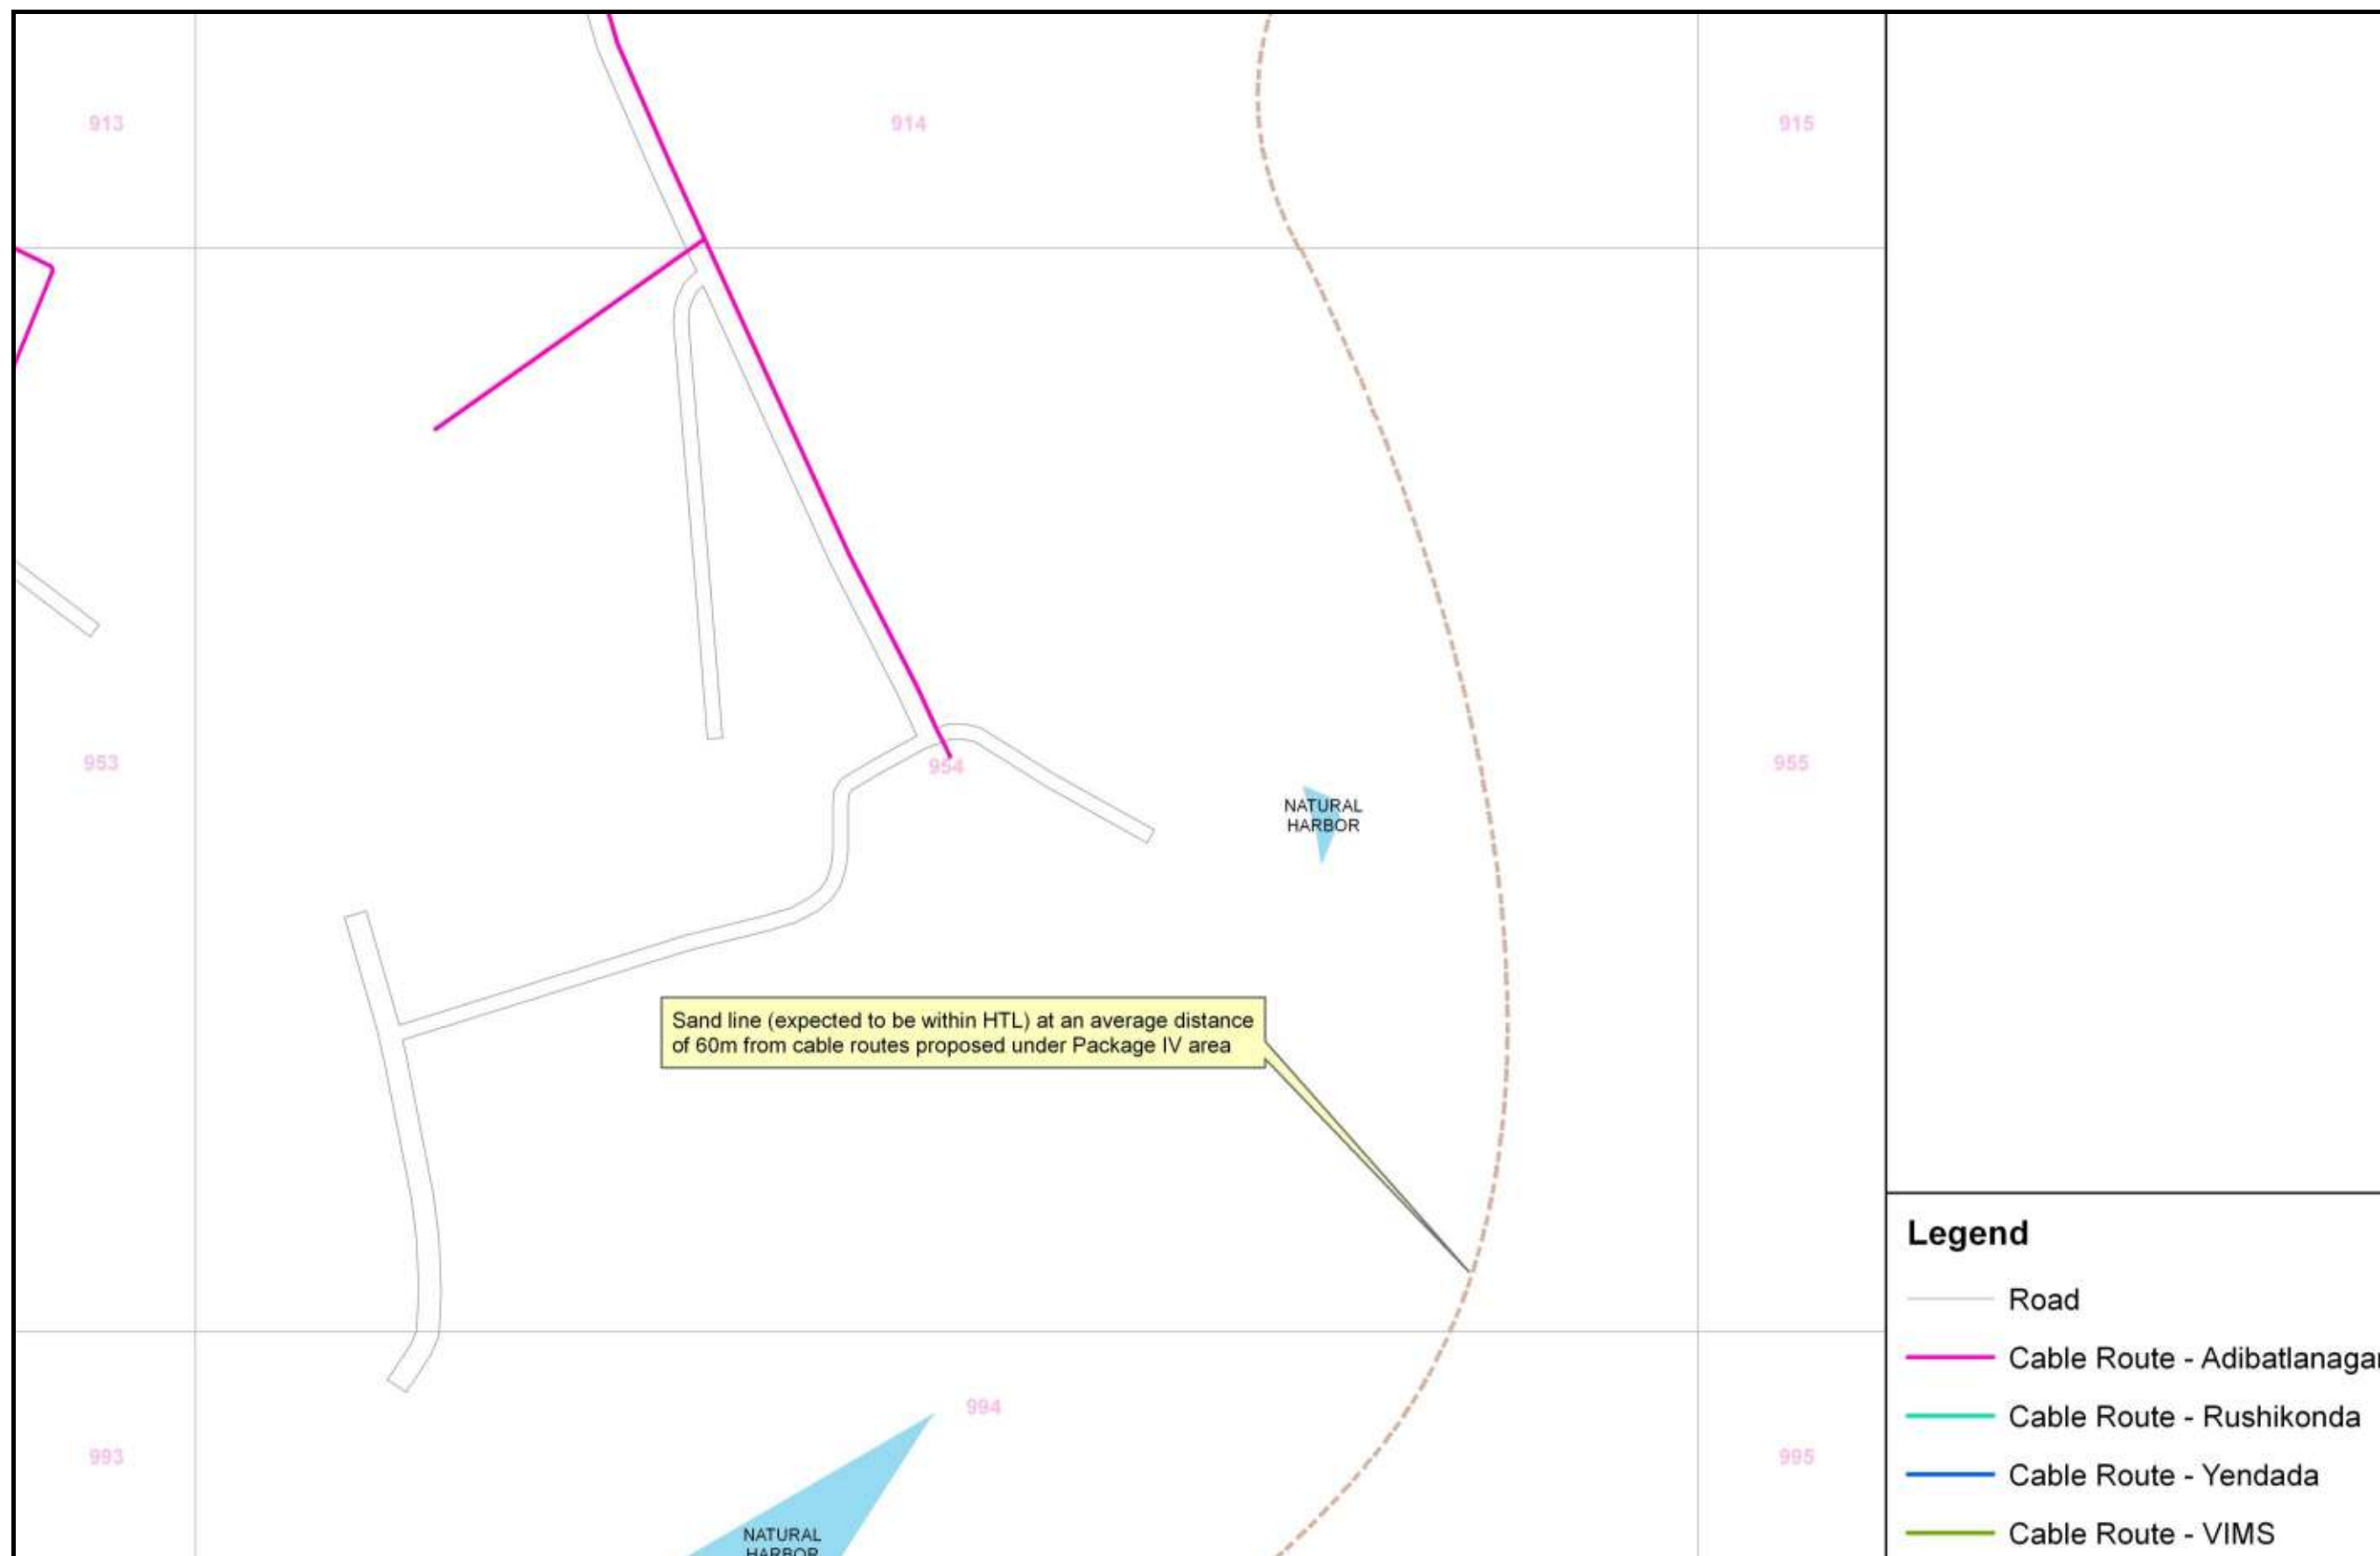 913
914
915
953
954
955
NATURAL
HARBOR
Sand line (expected to be within HTL) at an average distance
of 60m from cable routes proposed under Package IV area
993
994
995
NATURAL
HARBOR
Legend
Road
Cable Route - Adibatlanagar
Cable Route - Rushikonda
Cable Route - Yendada
Cable Route - VIMS